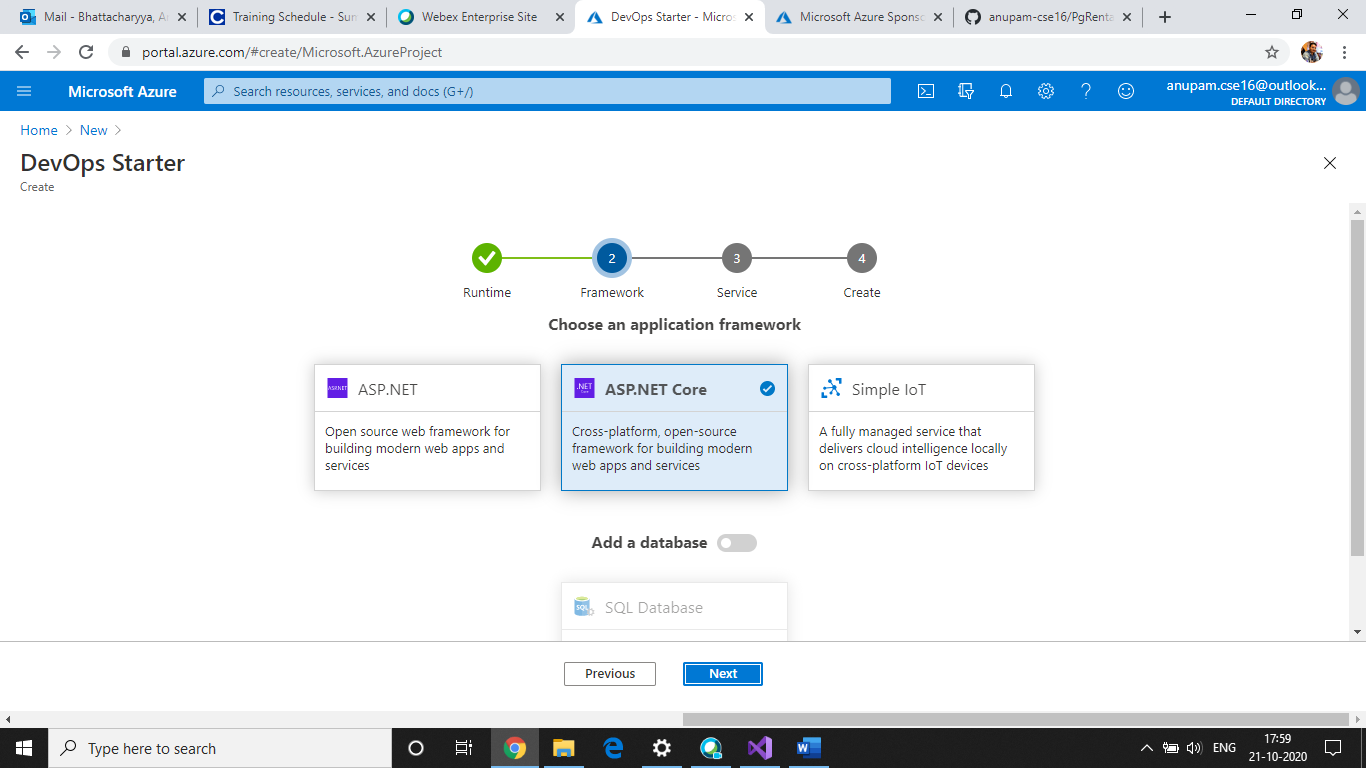 Mail - Bhattacharyya, A
Training Schedule - Sun
Webex Enterprise Site
DevOps Starter - Micros
Microsoft Azure Sponso
anupam-cse16/PgRenta
portal.azure.com/#create/Microsoft.AzureProject
Microsoft Azure
Search resources, services, and docs (G+/)
anupam.cse16@outlook...
DEFAULT DIRECTORY
Home > New >
DevOps Starter
Create
2 3 4
Runtime Framework Service Create
Choose an application framework
ASP.NET
Open source web framework for
building modern web apps and
services
.NET Core
ASP.NET Core
Cross-platform, open-source
framework for building modern
web apps and services
Simple IoT
A fully managed service that
delivers cloud intelligence locally
on cross-platform IoT devices
Add a database
SQL
SQL Database
Previous Next
Type here to search
ENG
17:59
21-10-2020